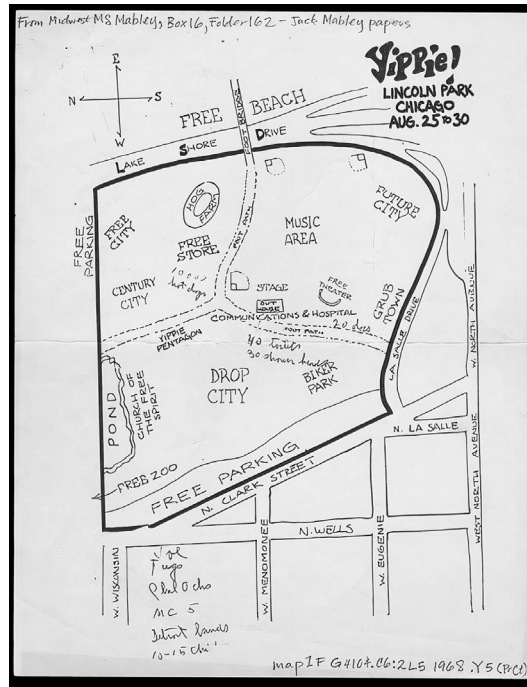 From Midwest MS Mabley, Box 16, Folder 162 - Jack Mabley papers
Yippie!
LINCOLN PARK
CHICAGO
AUG. 25 TO 30
E
N
S
W
FREE BEACH
FOOT BRIDGE
LAKE SHORE DRIVE
FREE PARKING
FREE CITY
HOG FARM
FREE STORE
FOOT PATH
MUSIC AREA
FUTURE CITY
CENTURY CITY
10000
hot dogs
STAGE
FREE THEATER
OUT HOUSE
GRUB TOWN
COMMUNICATIONS & HOSPITAL
YIPPIE PENTAGON
FOOT PATH
20
40
30
LA SALLE DRIVE
W. NORTH AVENUE
DROP CITY
BIKER PARK
POND
CHURCH OF THE FREE SPIRIT
FREE ZOO
FREE PARKING
N. LA SALLE
N. CLARK STREET
N. WELLS
W. WISCONSIN
W. MENOMONEE
W. EUGENIE
WEST NORTH AVENUE
Fugs
Phil Ochs
MC 5
Detroit bands
10-15 Chi
map1F G4104.C6:2L5 1968 .Y5 (PrCt)